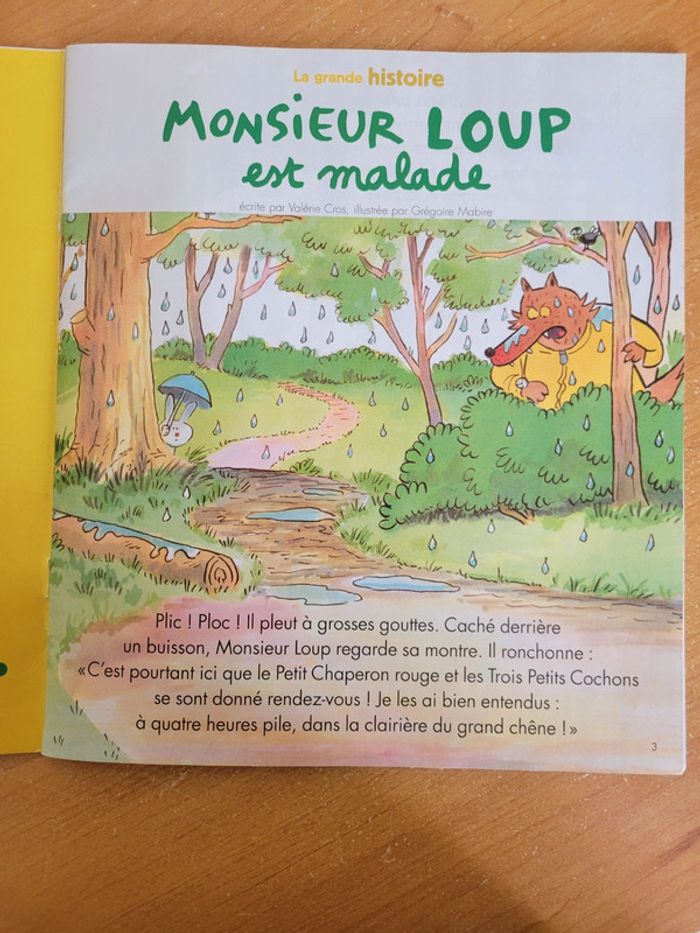 La grande histoire
MONSIEUR LOUP
est malade
écrite par Valérie Cros, illustrée par Grégoire Mabire
Plic ! Ploc ! Il pleut à grosses gouttes. Caché derrière
un buisson, Monsieur Loup regarde sa montre. Il ronchonne :
« C'est pourtant ici que le Petit Chaperon rouge et les Trois Petits Cochons
se sont donné rendez-vous ! Je les ai bien entendus :
à quatre heures pile, dans la clairière du grand chêne ! »
3